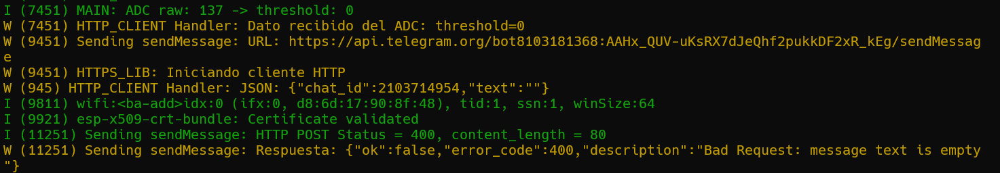 I (7451) MAIN: ADC raw: 137 -> threshold: 0
W (7451) HTTP_CLIENT Handler: Dato recibido del ADC: threshold=0
W (9451) Sending sendMessage: URL: https://api.telegram.org/bot8103181368:AAHx_QUV-uKsRX7dJeQhf2pukkDF2xR_kEg/sendMessag
e
W (9451) HTTPS_LIB: Iniciando cliente HTTP
W (945) HTTP_CLIENT Handler: JSON: {"chat_id":2103714954,"text":""}
I (9811) wifi:<ba-add>idx:0 (ifx:0, d8:6d:17:90:8f:48), tid:1, ssn:1, winSize:64
I (9921) esp-x509-crt-bundle: Certificate validated
I (11251) Sending sendMessage: HTTP POST Status = 400, content_length = 80
W (11251) Sending sendMessage: Respuesta: {"ok":false,"error_code":400,"description":"Bad Request: message text is empty
"}